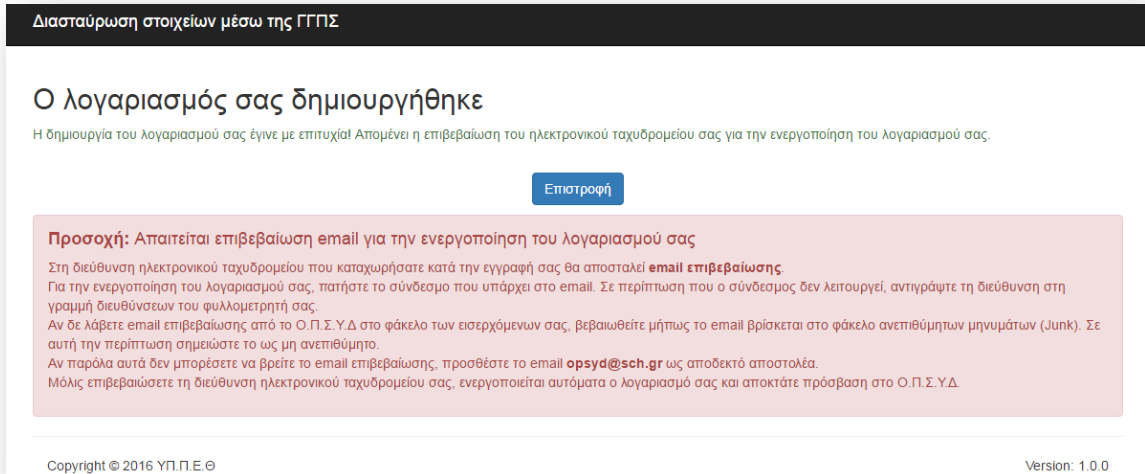 Διασταύρωση στοιχείων μέσω της ΓΓΠΣ
Ο λογαριασμός σας δημιουργήθηκε
Η δημιουργία του λογαριασμού σας έγινε με επιτυχία! Απομένει η επιβεβαίωση του ηλεκτρονικού ταχυδρομείου σας για την ενεργοποίηση του λογαριασμού σας.
Επιστροφή
Προσοχή: Απαιτείται επιβεβαίωση email για την ενεργοποίηση του λογαριασμού σας
Στη διεύθυνση ηλεκτρονικού ταχυδρομείου που καταχωρήσατε κατά την εγγραφή σας θα αποσταλεί email επιβεβαίωσης.
Για την ενεργοποίηση του λογαριασμού σας, πατήστε το σύνδεσμο που υπάρχει στο email. Σε περίπτωση που ο σύνδεσμος δεν λειτουργεί, αντιγράψτε τη διεύθυνση στη
γραμμή διευθύνσεων του φυλλομετρητή σας.
Αν δε λάβετε email επιβεβαίωσης από το Ο.Π.Σ.Υ.Δ στο φάκελο των εισερχόμενων σας, βεβαιωθείτε μήπως το email βρίσκεται στο φάκελο ανεπιθύμητων μηνυμάτων (Junk). Σε
αυτή την περίπτωση σημειώστε το ως μη ανεπιθύμητο.
Αν παρόλα αυτά δεν μπορέσετε να βρείτε το email επιβεβαίωσης, προσθέστε το email opsyd@sch.gr ως αποδεκτό αποστολέα.
Μόλις επιβεβαιώσετε τη διεύθυνση ηλεκτρονικού ταχυδρομείου σας, ενεργοποιείται αυτόματα ο λογαριασμό σας και αποκτάτε πρόσβαση στο Ο.Π.Σ.Υ.Δ.
Copyright © 2016 ΥΠ.Π.Ε.Θ
Version: 1.0.0